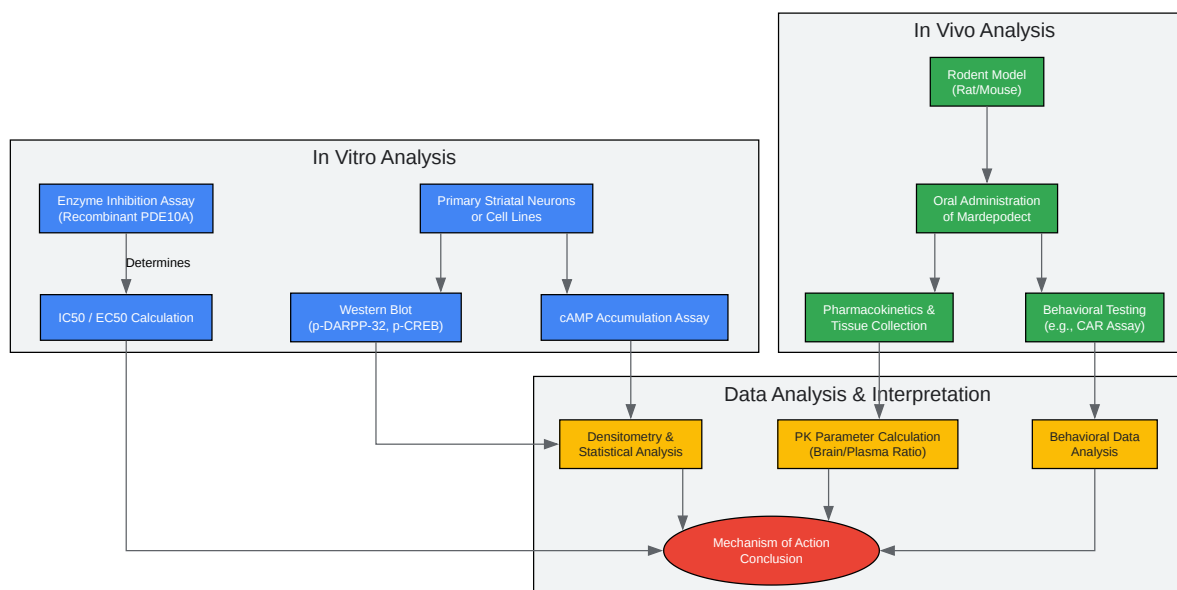 In Vivo Analysis
Rodent Model
(Rat/Mouse)
In Vitro Analysis
Enzyme Inhibition Assay
(Recombinant PDE10A)
Primary Striatal Neurons
or Cell Lines
Oral Administration
of Mardepodect
Determines
IC50 / EC50 Calculation
Western Blot
(p-DARPP-32, p-CREB)
cAMP Accumulation Assay
Pharmacokinetics &
Tissue Collection
Behavioral Testing
(e.g., CAR Assay)
Data Analysis & Interpretation
Densitometry &
Statistical Analysis
PK Parameter Calculation
(Brain/Plasma Ratio)
Behavioral Data
Analysis
Mechanism of Action
Conclusion